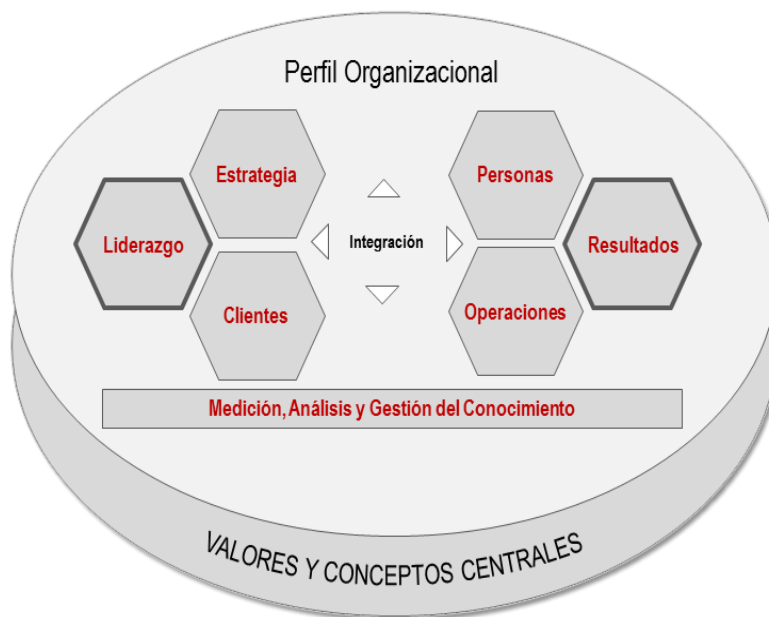 Perfil Organizacional
Estrategia
Personas
Liderazgo
Integración
Resultados
Clientes
Operaciones
Medición, Análisis y Gestión del Conocimiento
VALORES Y CONCEPTOS CENTRALES